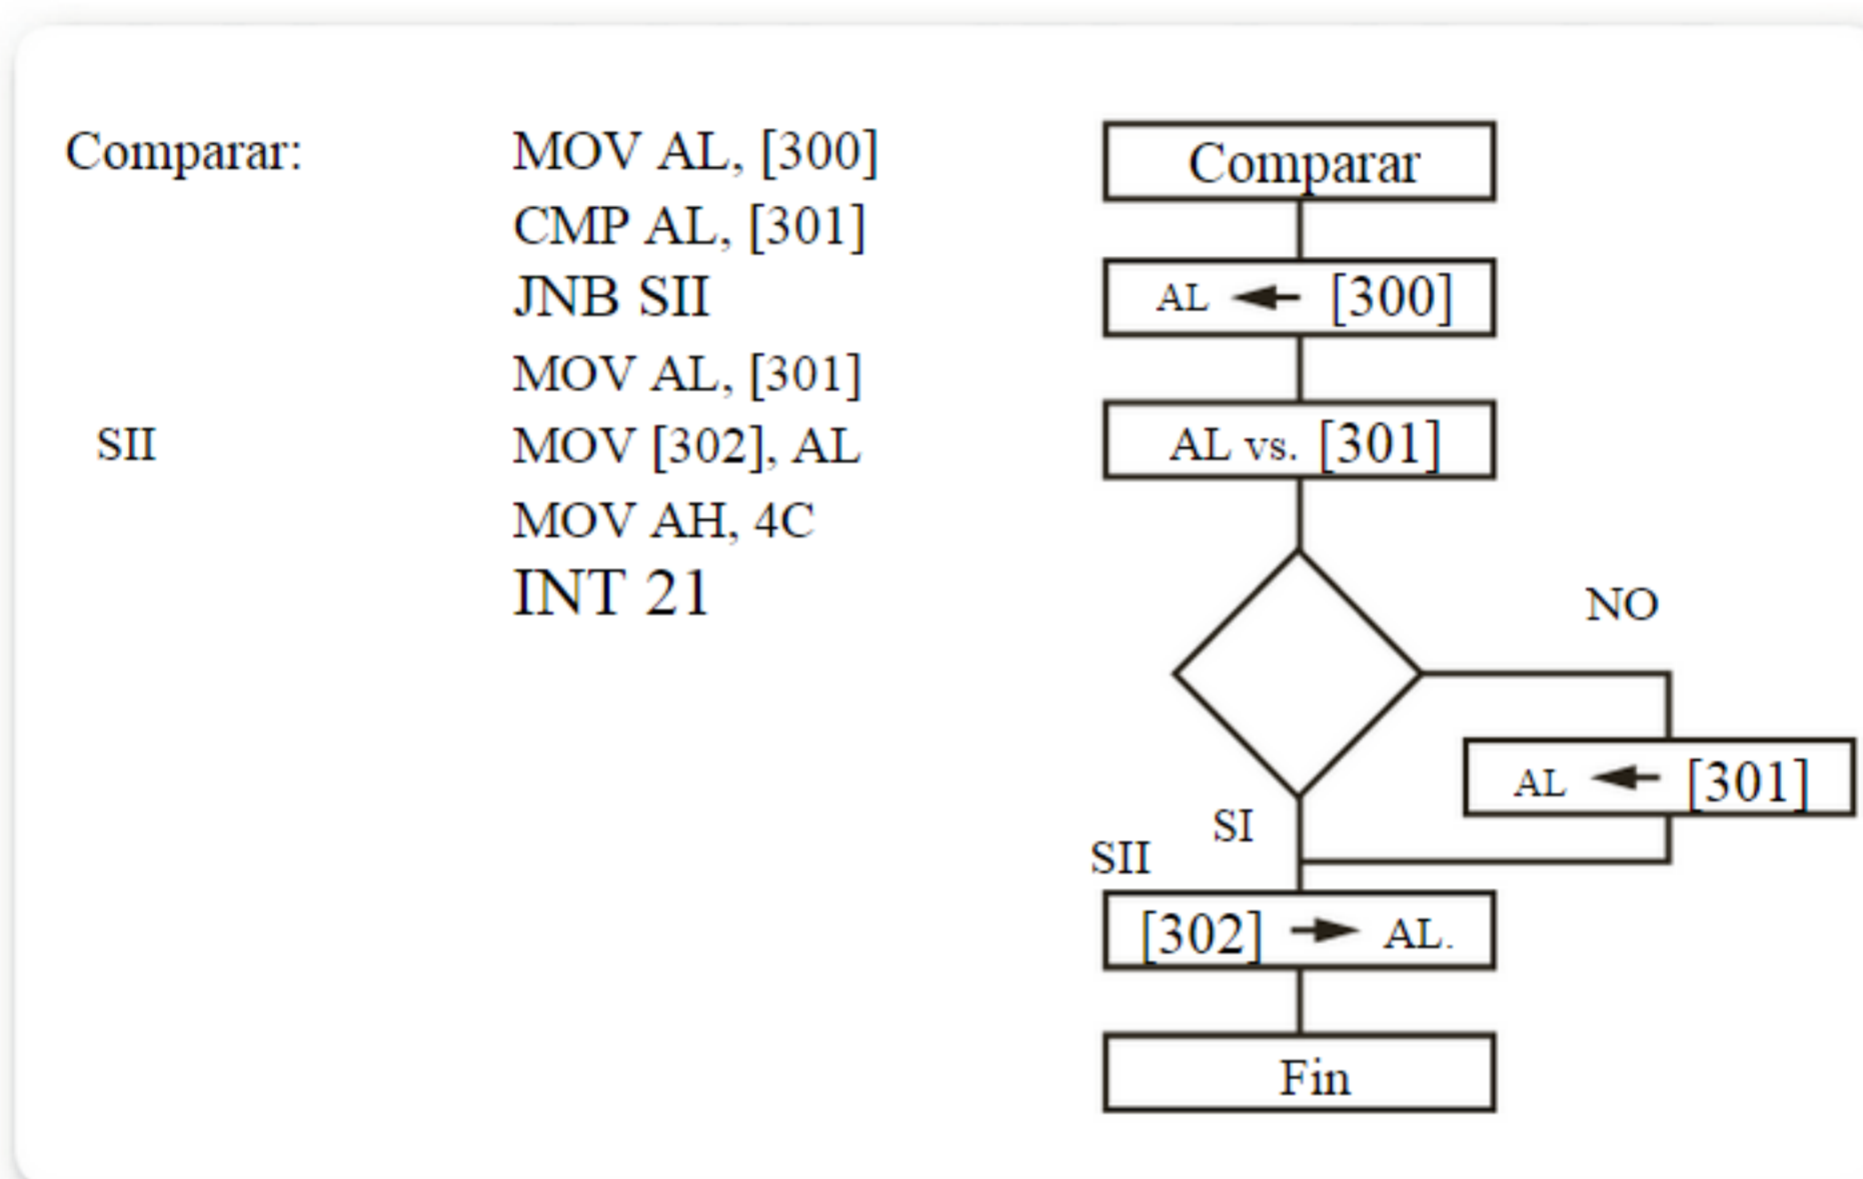 Comparar: MOV AL, [300]
CMP AL, [301]
JNB SII
MOV AL, [301]
SII MOV [302], AL
MOV AH, 4C
INT 21
Comparar
AL [300]
AL vs. [301]
NO
AL [301]
SI
SII
[302] AL.
Fin